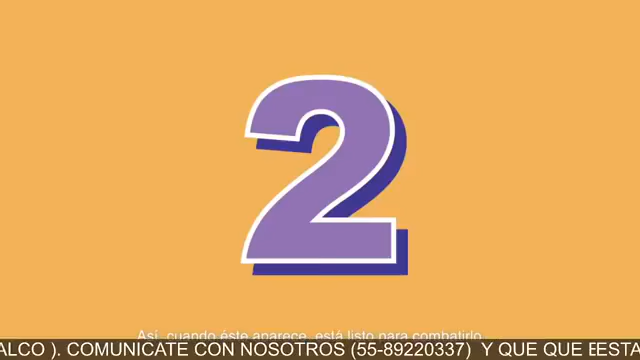 2
Así, cuando éste aparece, está listo para combatirlo
ALCO ). COMUNICATE CON NOSOTROS (55-89220337) Y QUE QUE EESTA